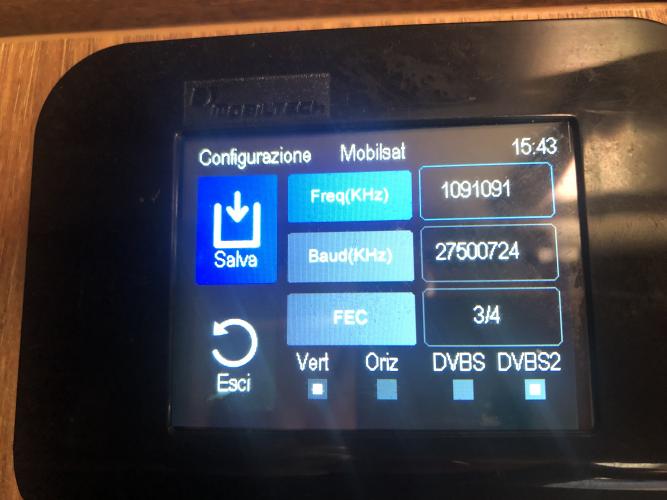 MOBILTECH
Configurazione Mobilsat 15:43
Freq(KHz) 1091091
Salva Baud(KHz) 27500724
FEC 3/4
Esci Vert Oriz DVBS DVBS2